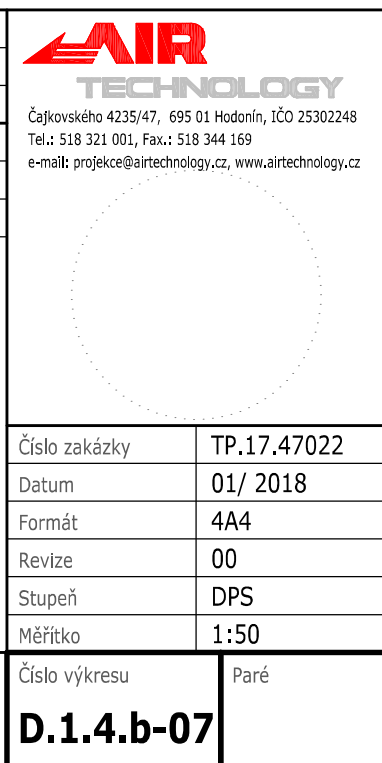 AIR
TECHNOLOGY
Čajkovského 4235/47, 695 01 Hodonín, IČO 25302248
Tel.: 518 321 001, Fax.: 518 344 169
e-mail: projekce@airtechnology.cz, www.airtechnology.cz
Číslo zakázky TP.17.47022
Datum 01/ 2018
Formát 4A4
Revize 00
Stupeň DPS
Měřítko 1:50
Číslo výkresu Paré
D.1.4.b-07